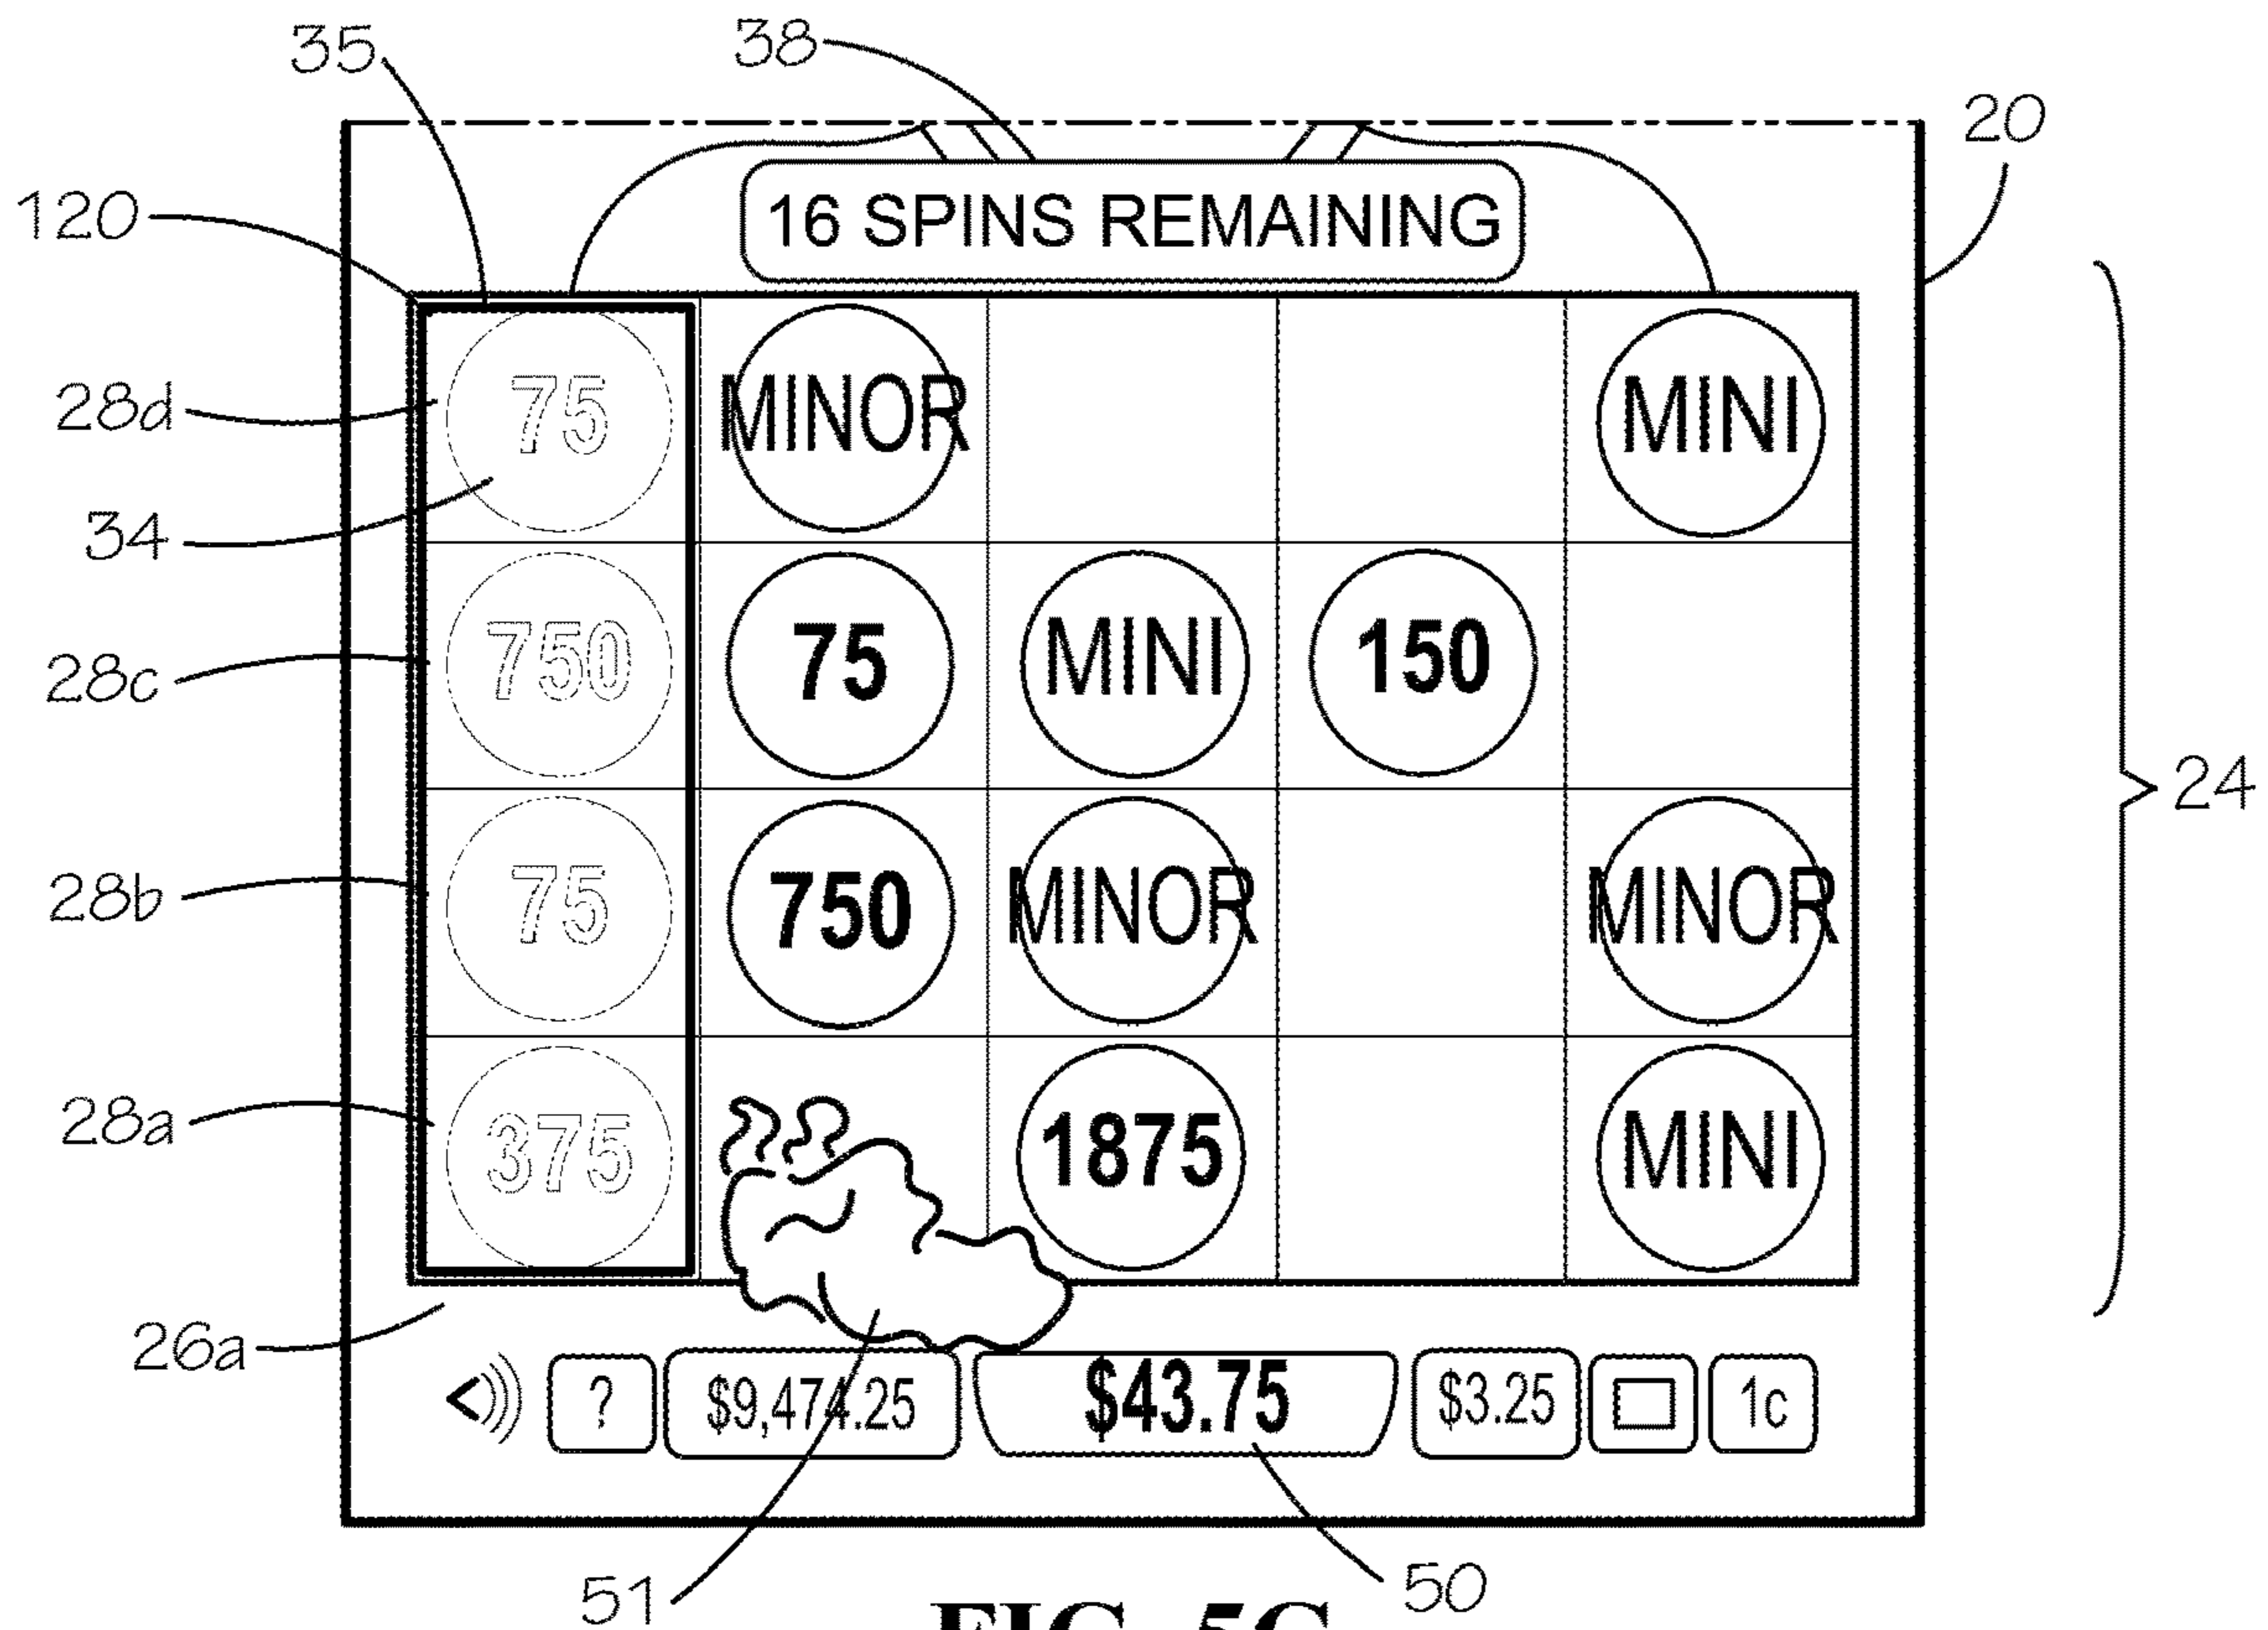 35 38
20
120
16 SPINS REMAINING
28d 75 MINOR MINI
34
28c 750 75 MINI 150
24
28b 75 750 MINOR MINOR
28a 375 1875 MINI
26a
? $9,474.25 $43.75 $3.25 1c
51 50
FIG. 5C